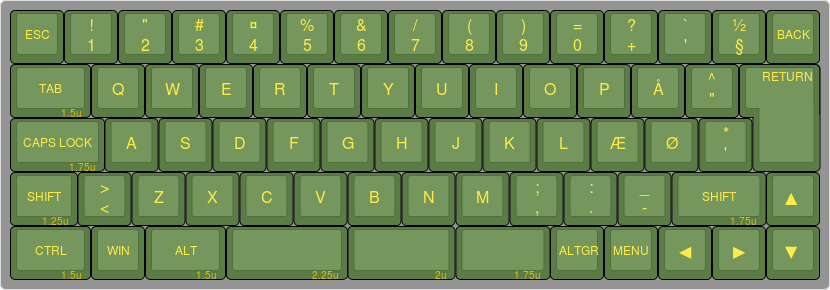 ESC ! " # ¤ % & / ( ) = ? ` ½ BACK
1 2 3 4 5 6 7 8 9 0 + ' §
TAB Q W E R T Y U I O P Å ^ RETURN
"
1.5u
CAPS LOCK A S D F G H J K L Æ Ø *
'
1.75u
SHIFT > Z X C V B N M ; : _ SHIFT ▲
< , . -
1.25u 1.75u
CTRL WIN ALT ALTGR MENU ◀ ▶ ▼
1.5u 1.5u 2.25u 2u 1.75u